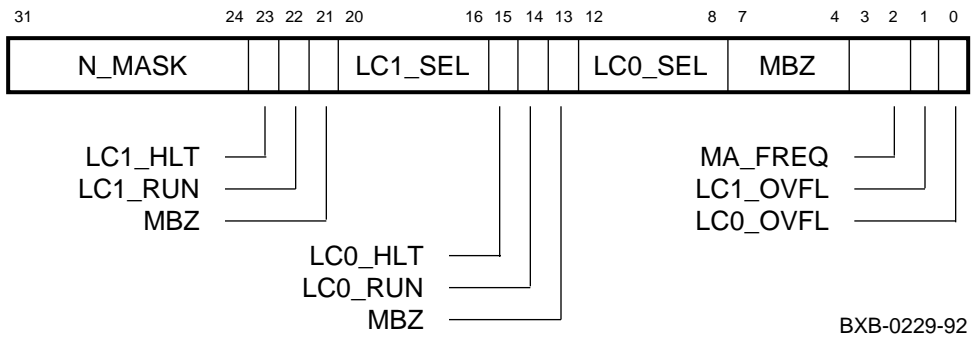 31 24 23 22 21 20 16 15 14 13 12 8 7 4 3 2 1 0
N_MASK LC1_SEL LC0_SEL MBZ
LC1_HLT
LC1_RUN
MBZ
MA_FREQ
LC1_OVFL
LC0_OVFL
LC0_HLT
LC0_RUN
MBZ
BXB-0229-92